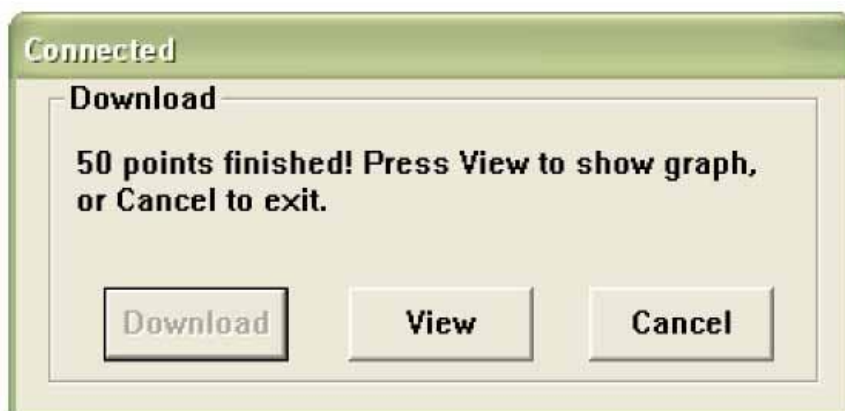 Connected
Download
50 points finished! Press View to show graph,
or Cancel to exit.
Download View Cancel